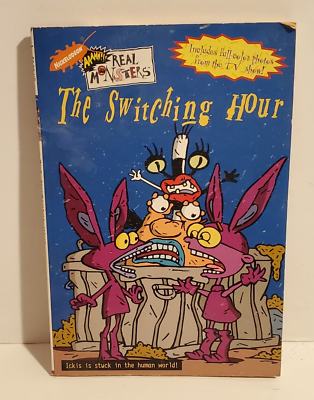 NICKELODEON
AAAHH!!!
REAL
MONSTERS
Includes full-color photos
from the TV show!
The Switching Hour
Ickis is stuck in the human world!